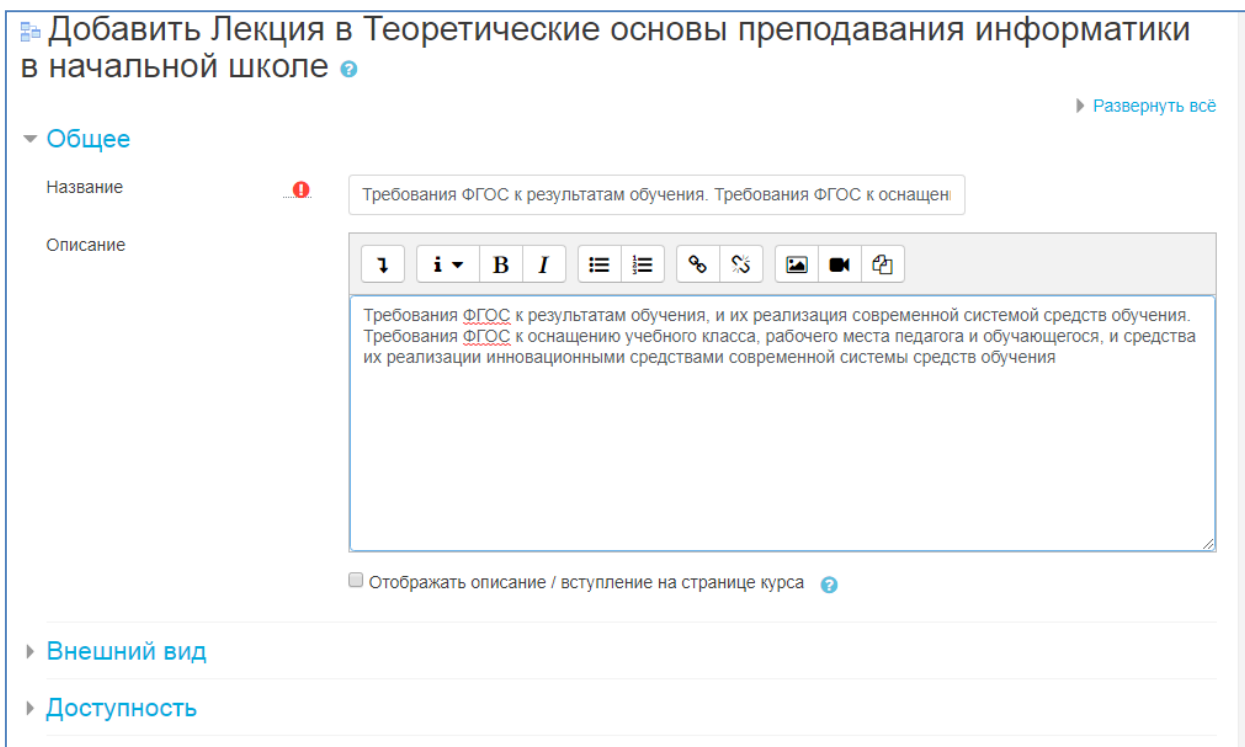 Добавить Лекция в Теоретические основы преподавания информатики
в начальной школе
Развернуть всё
Общее
Название
Требования ФГОС к результатам обучения. Требования ФГОС к оснащен
Описание
Требования ФГОС к результатам обучения, и их реализация современной системой средств обучения.
Требования ФГОС к оснащению учебного класса, рабочего места педагога и обучающегося, и средства
их реализации инновационными средствами современной системы средств обучения
Отображать описание / вступление на странице курса
Внешний вид
Доступность